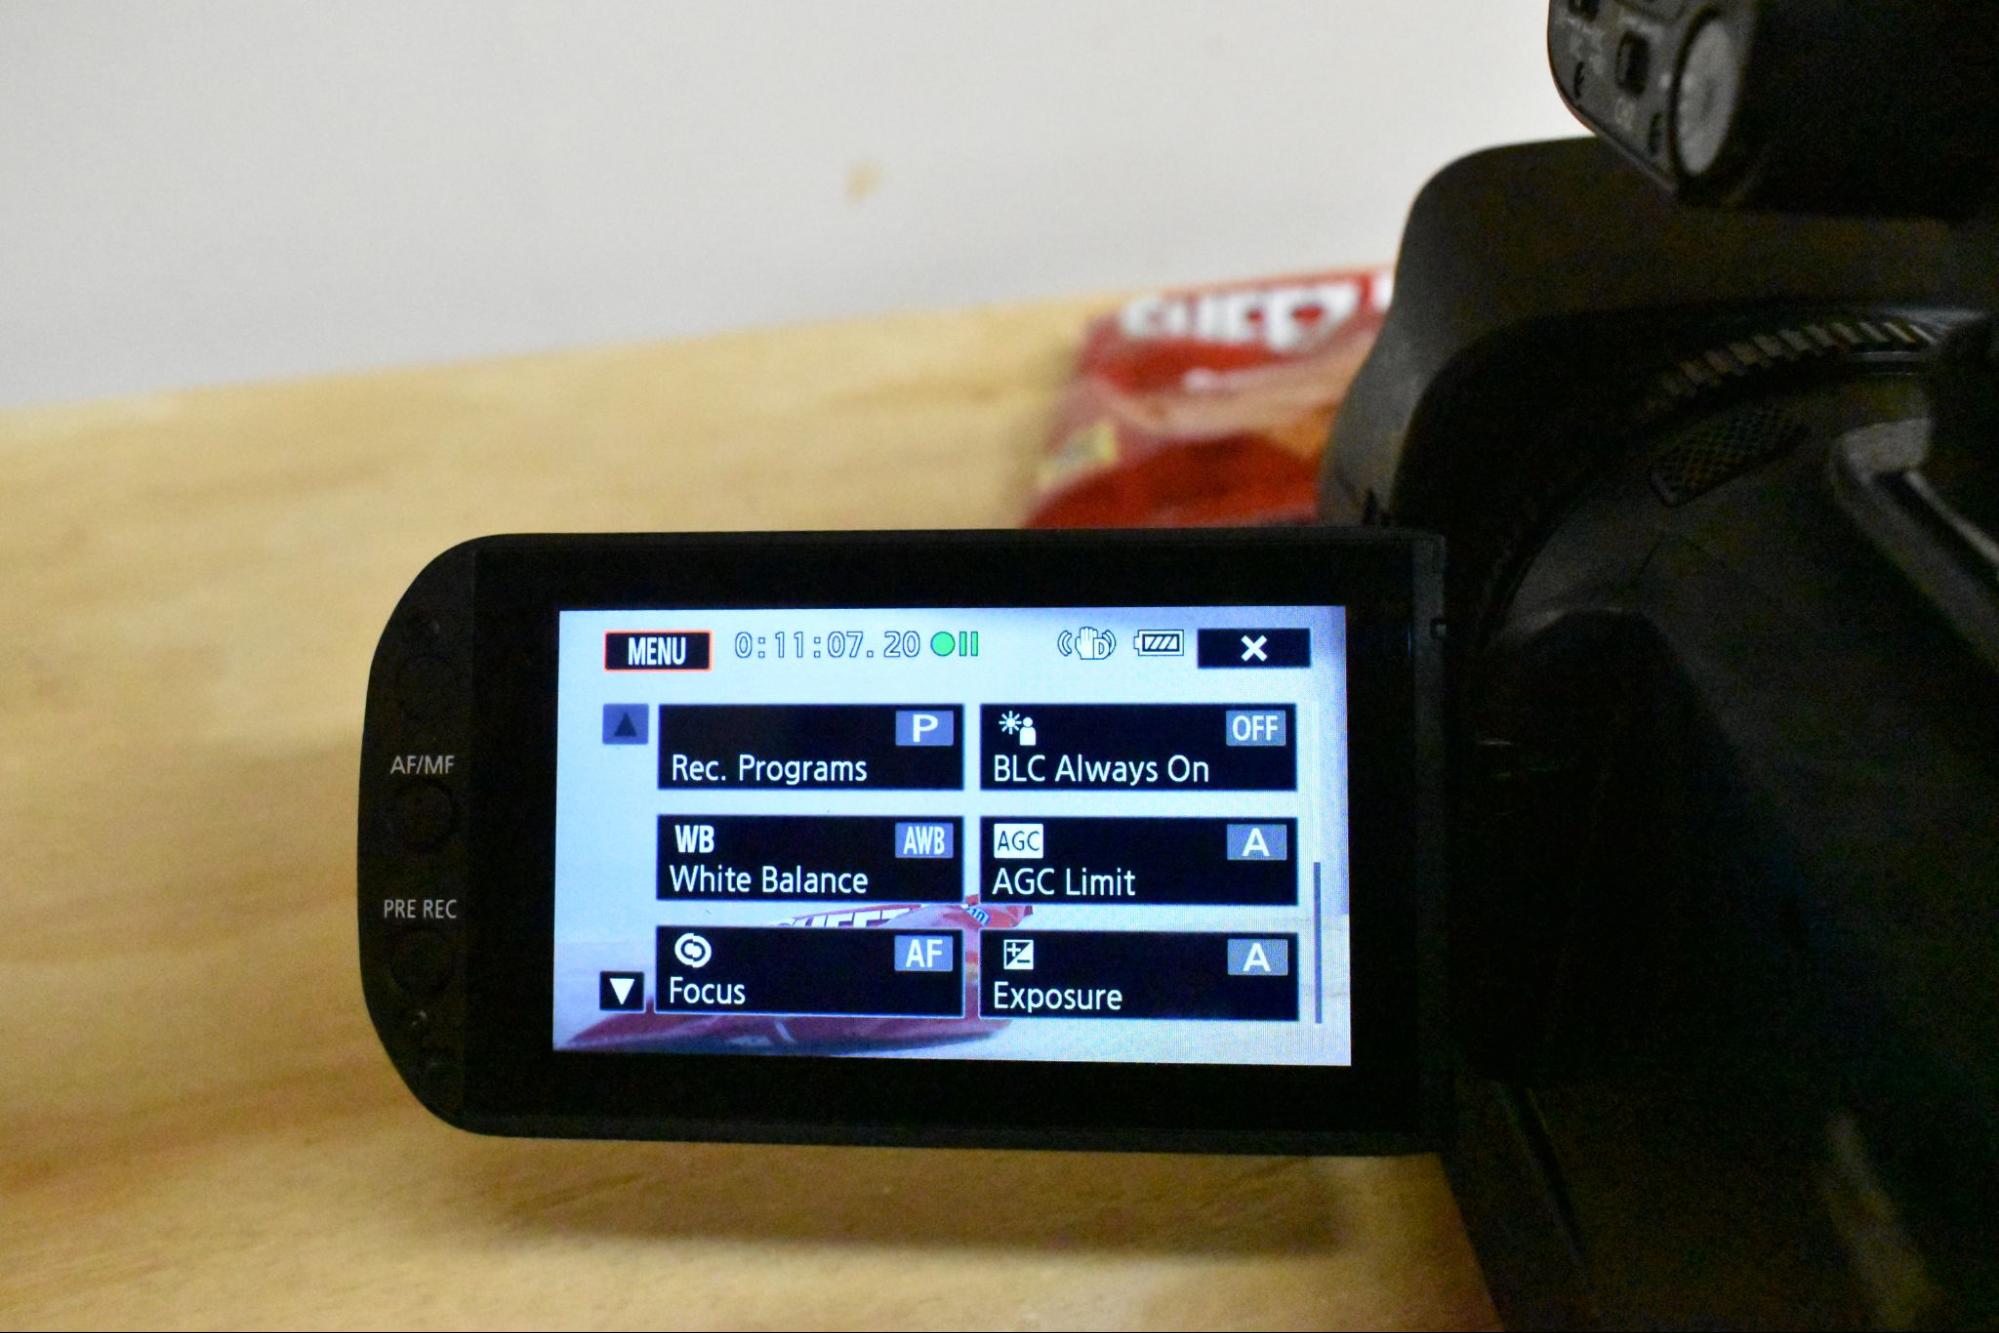 MENU 0:11:07.20
P OFF
Rec. Programs BLC Always On
WB AWB AGC A
White Balance AGC Limit
AF A
Focus Exposure
AF/MF
PRE REC